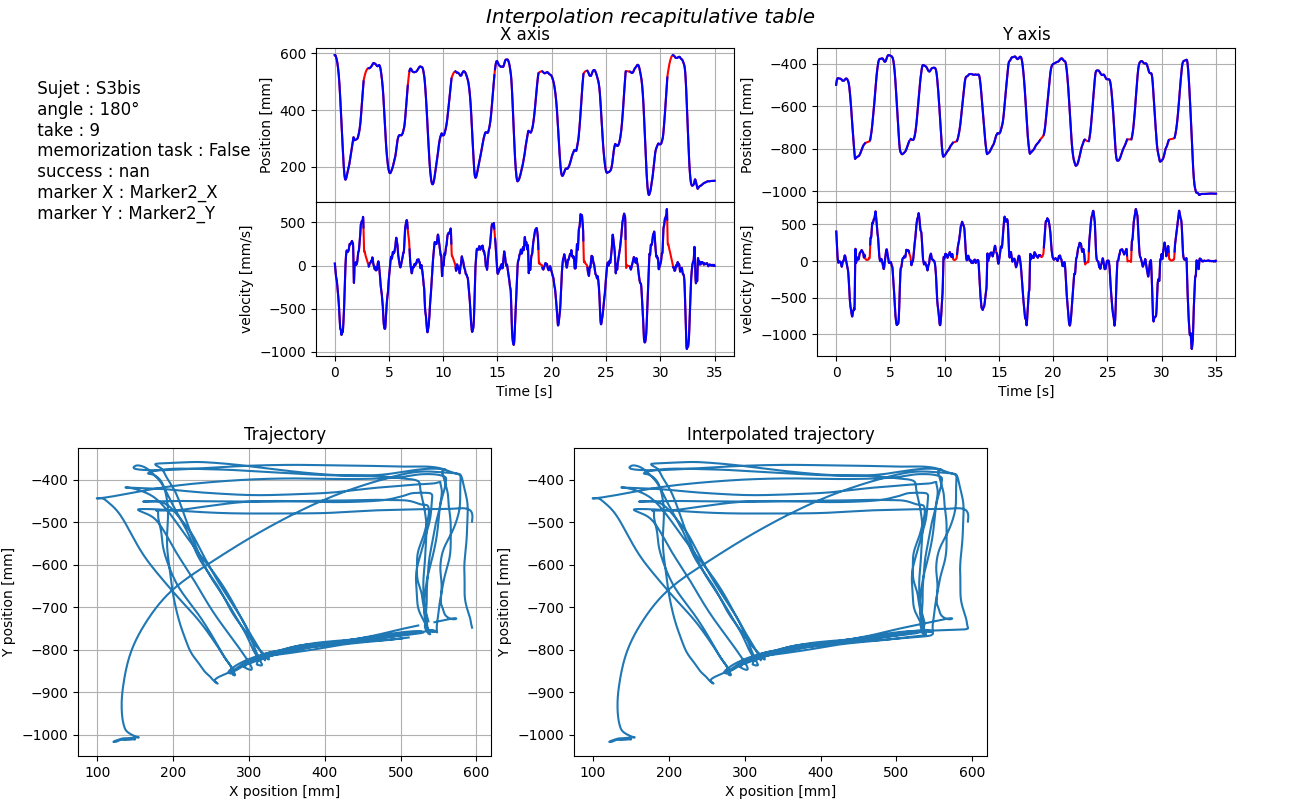 Interpolation recapitulative table
X axis
Y axis
Sujet : S3bis
angle : 180°
take : 9
memorization task : False
success : nan
marker X : Marker2_X
marker Y : Marker2_Y
Position [mm]
600
400
200
velocity [mm/s]
500
0
−500
−1000
0 5 10 15 20 25 30 35
Time [s]
Position [mm]
−400
−600
−800
−1000
velocity [mm/s]
500
0
−500
−1000
0 5 10 15 20 25 30 35
Time [s]
Trajectory
Y position [mm]
−400
−500
−600
−700
−800
−900
−1000
100 200 300 400 500 600
X position [mm]
Interpolated trajectory
Y position [mm]
−400
−500
−600
−700
−800
−900
−1000
100 200 300 400 500 600
X position [mm]